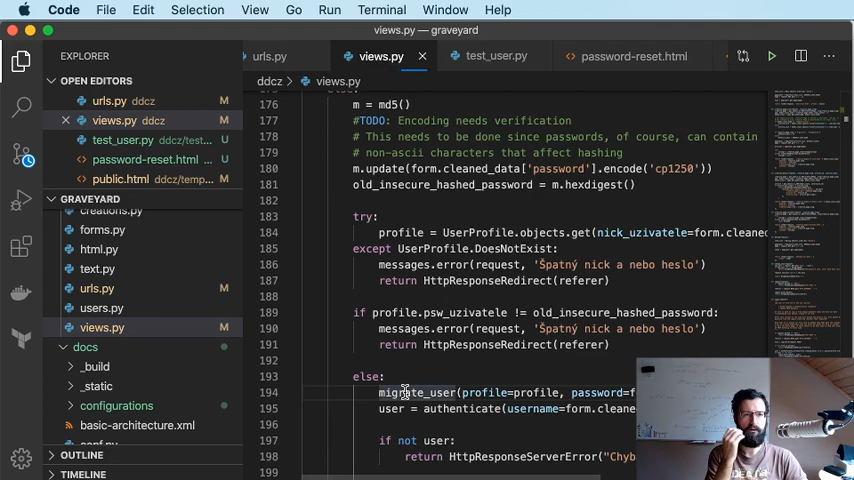 Code File Edit Selection View Go Run Terminal Window Help
views.py — graveyard
EXPLORER
urls.py
views.py
test_user.py
password-reset.html
OPEN EDITORS
urls.py ddcz M
views.py ddcz M
test_user.py ddcz/test... U
password-reset.html ... U
public.html ddcz/temp... M
GRAVEYARD
creations.py
forms.py
html.py
text.py
urls.py M
users.py
views.py M
docs
_build
_static
configurations
basic-architecture.xml
conf.py
OUTLINE
TIMELINE
ddcz > views.py
175 else:
176 m = md5()
177 #TODO: Encoding needs verification
178 # This needs to be done since passwords, of course, can contain
179 # non-ascii characters that affect hashing
180 m.update(form.cleaned_data['password'].encode('cp1250'))
181 old_insecure_hashed_password = m.hexdigest()
182
183 try:
184 profile = UserProfile.objects.get(nick_uzivatele=form.cleaned
185 except UserProfile.DoesNotExist:
186 messages.error(request, 'Špatný nick a nebo heslo')
187 return HttpResponseRedirect(referer)
188
189 if profile.psw_uzivatele != old_insecure_hashed_password:
190 messages.error(request, 'Špatný nick a nebo heslo')
191 return HttpResponseRedirect(referer)
192
193 else:
194 migrate_user(profile=profile, password=f
195 user = authenticate(username=form.cleane
196
197 if not user:
198 return HttpResponseServerError("Chyb
199